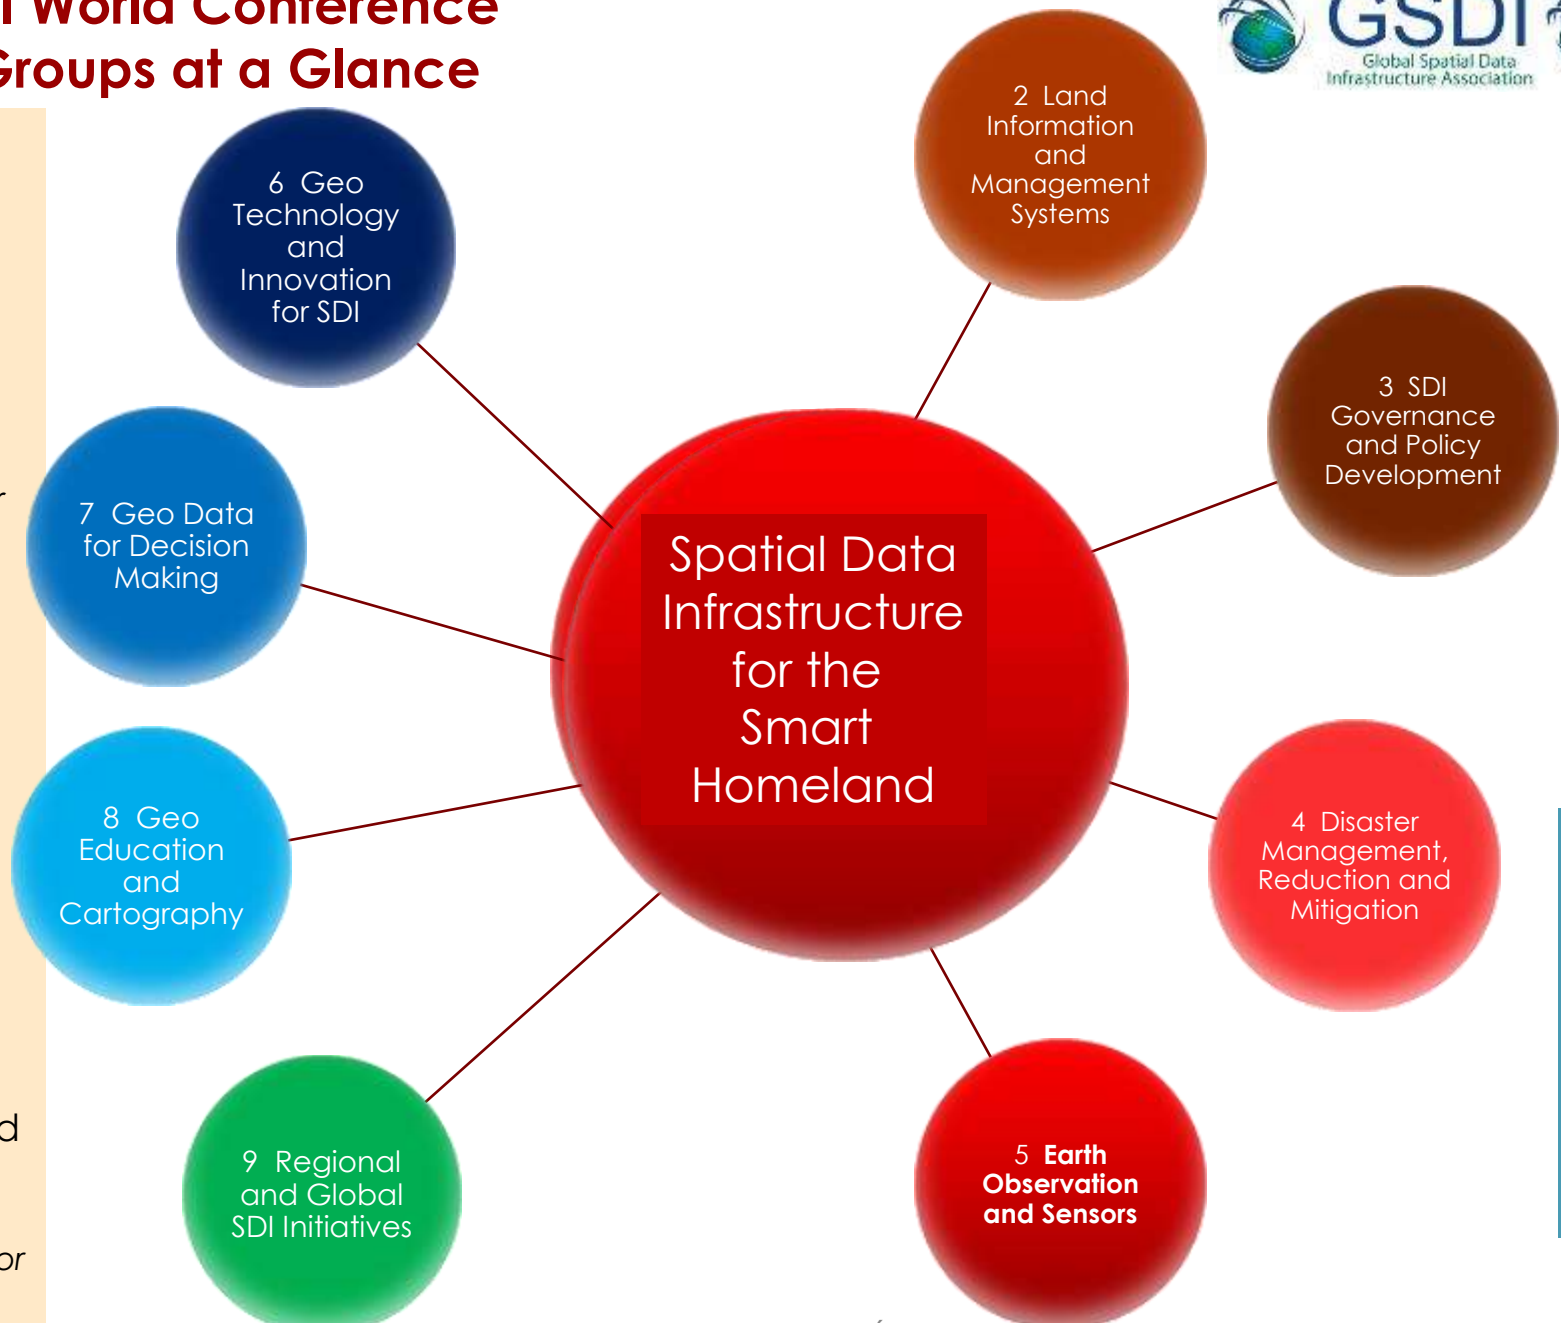 World Conference
Groups at a Glance
GSDI
Global Spatial Data
Infrastructure Association
2 Land
Information
and
Management
Systems
6 Geo
Technology
and
Innovation
for SDI
3 SDI
Governance
and Policy
Development
7 Geo Data
for Decision
Making
Spatial Data
Infrastructure
for the
Smart
Homeland
8 Geo
Education
and
Cartography
4 Disaster
Management,
Reduction and
Mitigation
9 Regional
and Global
SDI Initiatives
5 Earth
Observation
and Sensors